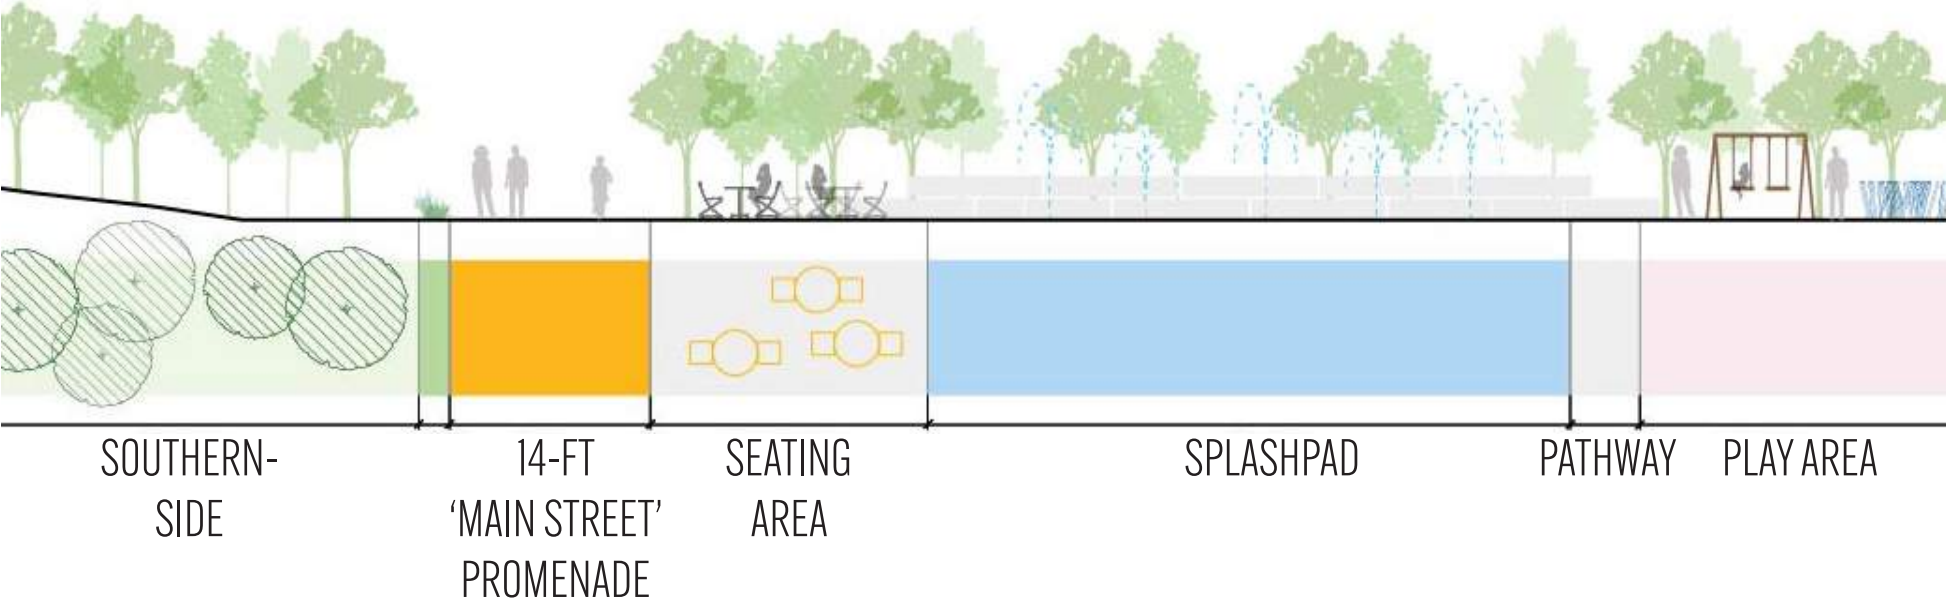 SOUTHERN-
SIDE
14-FT
‘MAIN STREET’
PROMENADE
SEATING
AREA
SPLASHPAD
PATHWAY
PLAY AREA